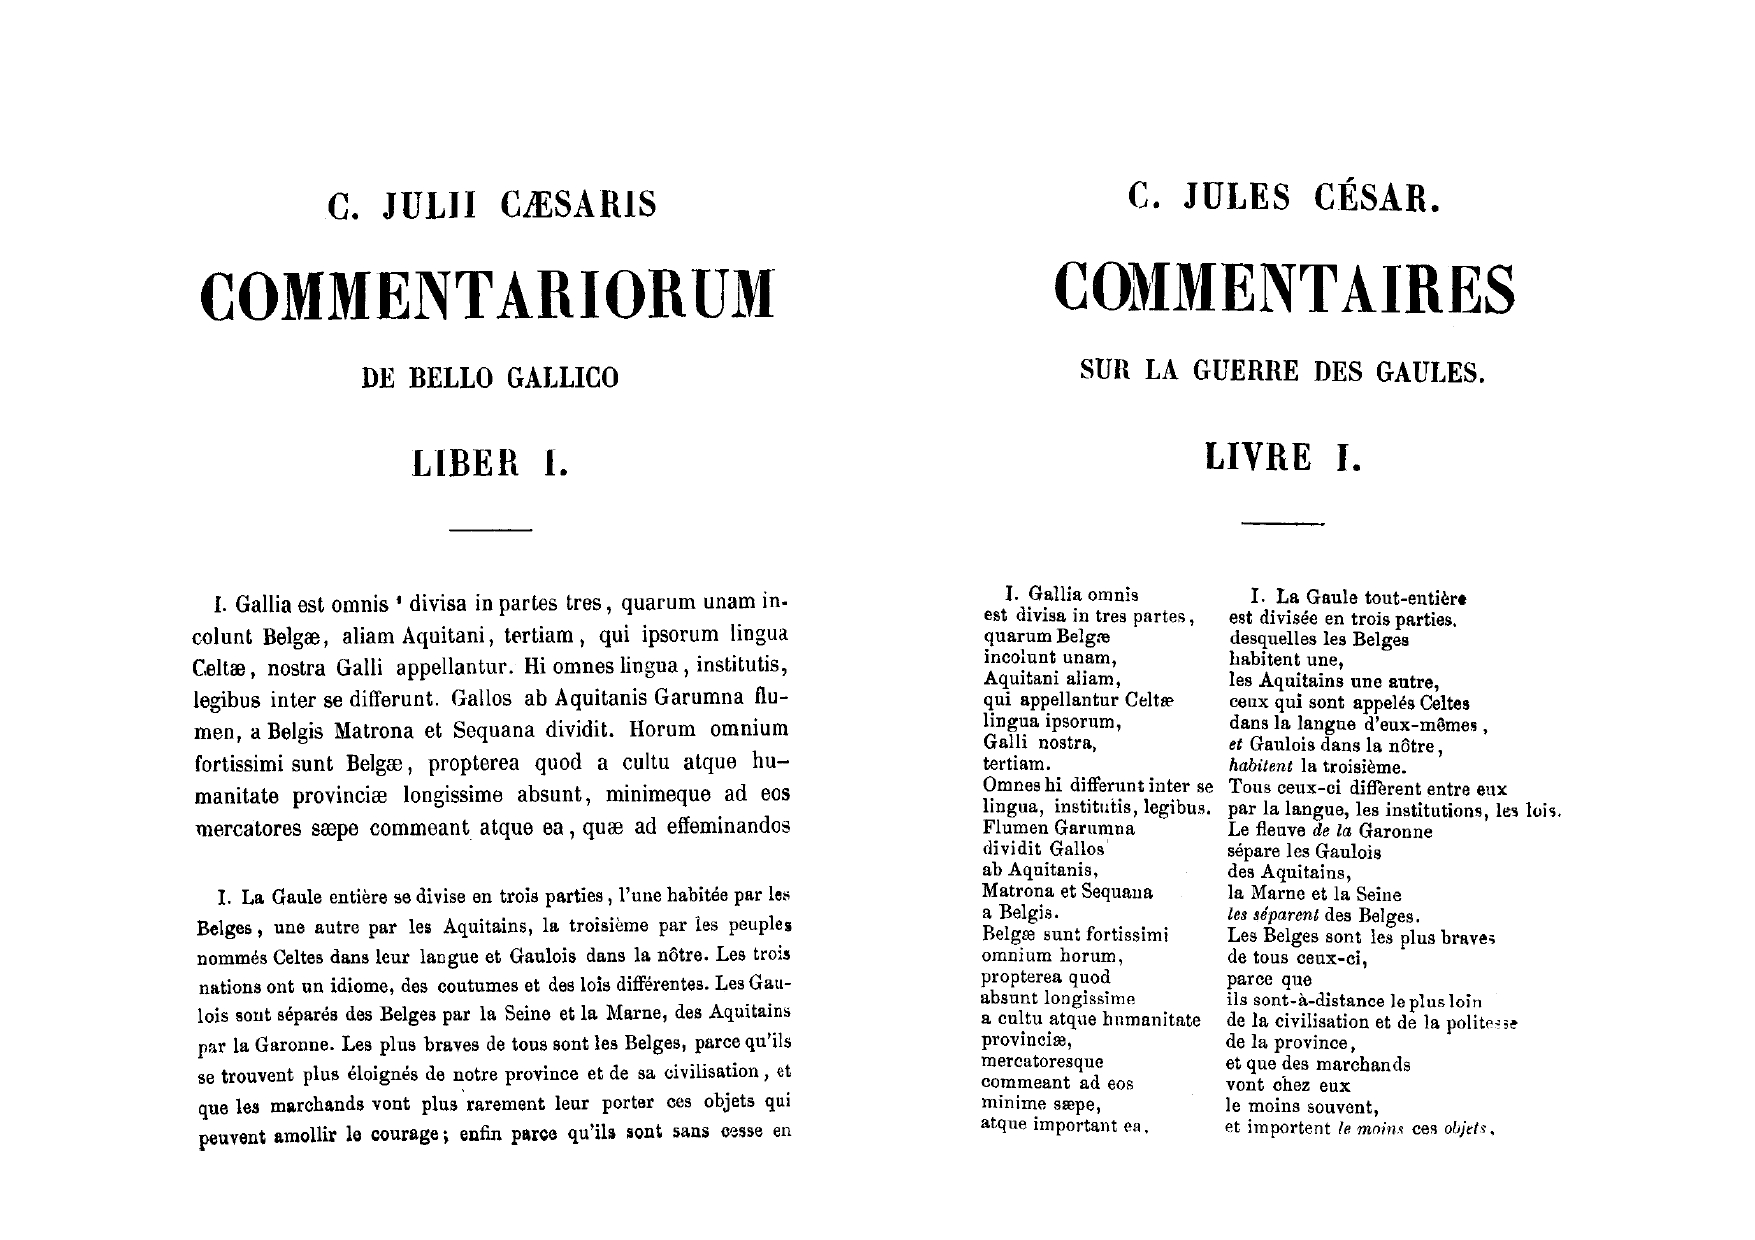 C. JULII CÆSARIS
COMMENTARIORUM
DE BELLO GALLICO
LIBER I.
I. Gallia est omnis ¹ divisa in partes tres, quarum unam in-
colunt Belgæ, aliam Aquitani, tertiam, qui ipsorum lingua
Celtæ, nostra Galli appellantur. Hi omnes lingua, institutis,
legibus inter se differunt. Gallos ab Aquitanis Garumna flu-
men, a Belgis Matrona et Sequana dividit. Horum omnium
fortissimi sunt Belgæ, propterea quod a cultu atque hu-
manitate provinciæ longissime absunt, minimeque ad eos
mercatores sæpe commeant atque ea, quæ ad effeminandos
I. La Gaule entière se divise en trois parties, l'une habitée par les
Belges, une autre par les Aquitains, la troisième par les peuples
nommés Celtes dans leur langue et Gaulois dans la nôtre. Les trois
nations ont un idiome, des coutumes et des lois différentes. Les Gau-
lois sont séparés des Belges par la Seine et la Marne, des Aquitains
par la Garonne. Les plus braves de tous sont les Belges, parce qu'ils
se trouvent plus éloignés de notre province et de sa civilisation, et
que les marchands vont plus rarement leur porter ces objets qui
peuvent amollir le courage; enfin parce qu'ils sont sans cesse en
C. JULES CÉSAR.
COMMENTAIRES
SUR LA GUERRE DES GAULES.
LIVRE I.
I. Gallia omnis
est divisa in tres partes,
quarum Belgæ
incolunt unam,
Aquitani aliam,
qui appellantur Celtæ
lingua ipsorum,
Galli nostra,
tertiam.
Omnes hi differunt inter se
lingua, institutis, legibus.
Flumen Garumna
dividit Gallos
ab Aquitanis,
Matrona et Sequana
a Belgis.
Belgæ sunt fortissimi
omnium horum,
propterea quod
absunt longissime
a cultu atque humanitate
provinciæ,
mercatoresque
commeant ad eos
minime sæpe,
atque important ea,
I. La Gaule tout-entière
est divisée en trois parties,
desquelles les Belges
habitent une,
les Aquitains une autre,
ceux qui sont appelés Celtes
dans la langue d'eux-mêmes,
et Gaulois dans la nôtre,
habitent la troisième.
Tous ceux-ci diffèrent entre eux
par la langue, les institutions, les lois.
Le fleuve de la Garonne
sépare les Gaulois
des Aquitains,
la Marne et la Seine
les séparent des Belges.
Les Belges sont les plus braves
de tous ceux-ci,
parce que
ils sont-à-distance le plus loin
de la civilisation et de la politesse
de la province,
et que des marchands
vont chez eux
le moins souvent,
et importent le moins ces objets,